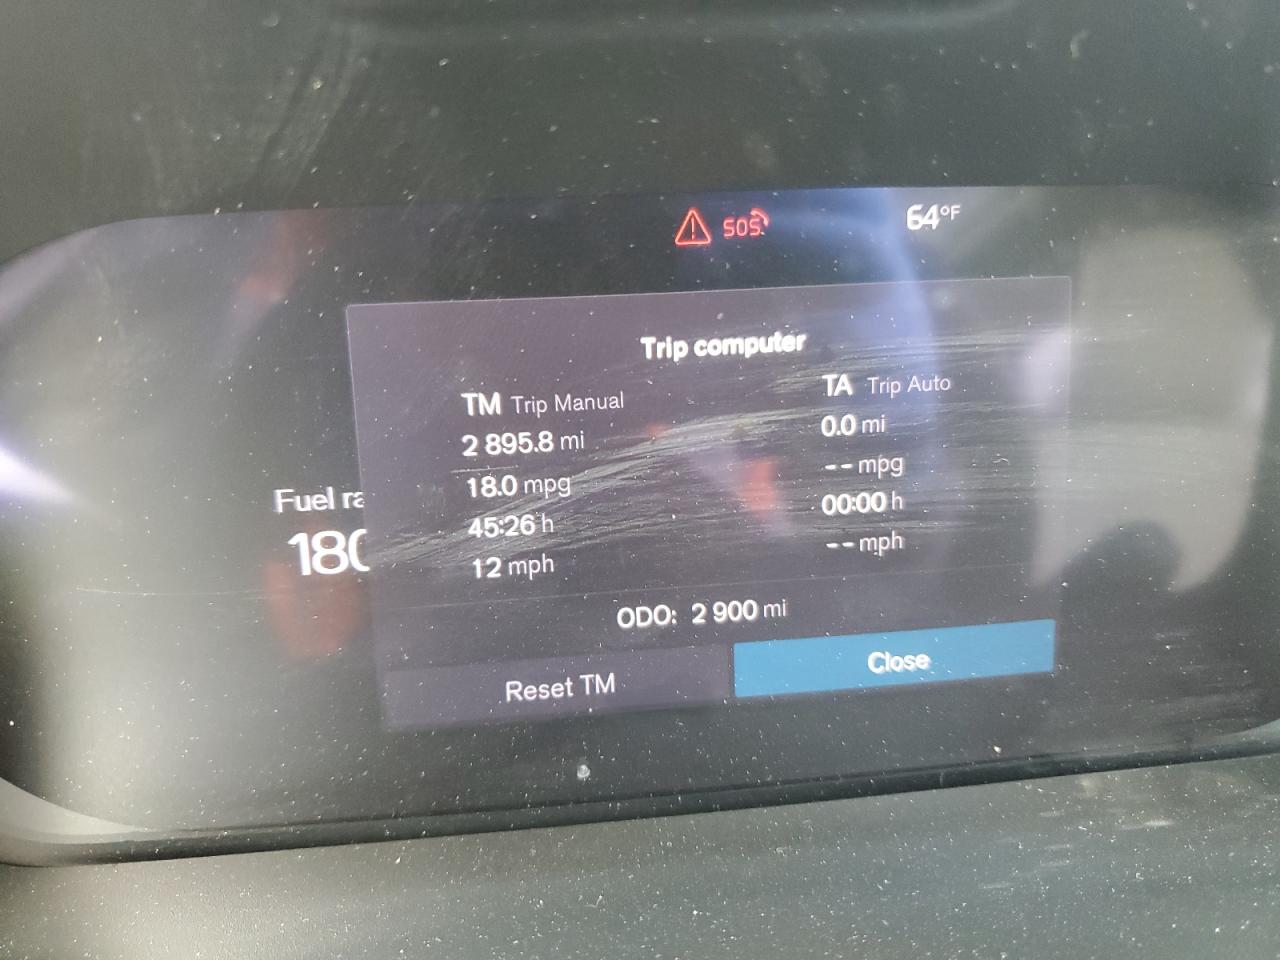 SOS
64°F
Trip computer
TM Trip Manual
2 895.8 mi
18.0 mpg
45:26 h
12 mph
TA Trip Auto
0.0 mi
-- mpg
00:00 h
-- mph
Fuel
ODO: 2 900 mi
Reset TM
Close